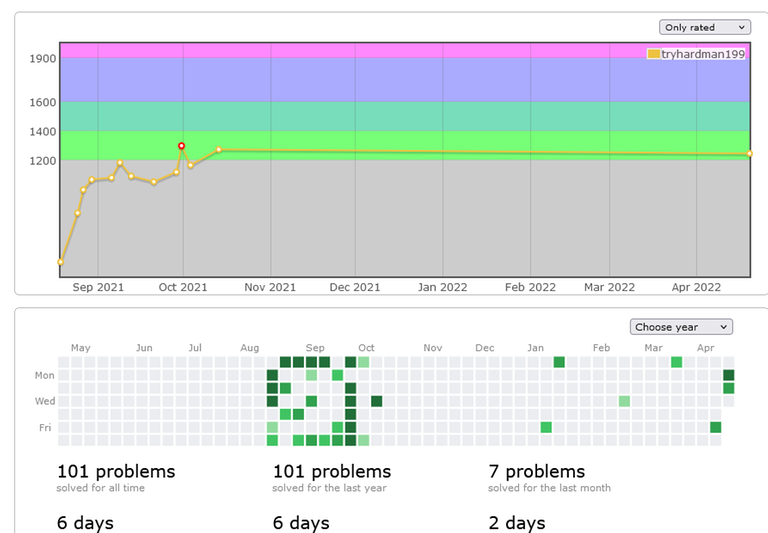 Only rated
tryhardman199
1900
1600
1400
1200
Sep 2021 Oct 2021 Nov 2021 Dec 2021 Jan 2022 Feb 2022 Mar 2022 Apr 2022
Choose year
May Jun Jul Aug Sep Oct Nov Dec Jan Feb Mar Apr
Mon
Wed
Fri
101 problems 101 problems 7 problems
solved for all time solved for the last year solved for the last month
6 days 6 days 2 days